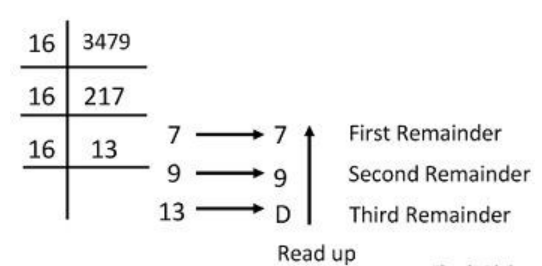 16 3479
16 217
16 13
7 7 First Remainder
9 9 Second Remainder
13 D Third Remainder
Read up